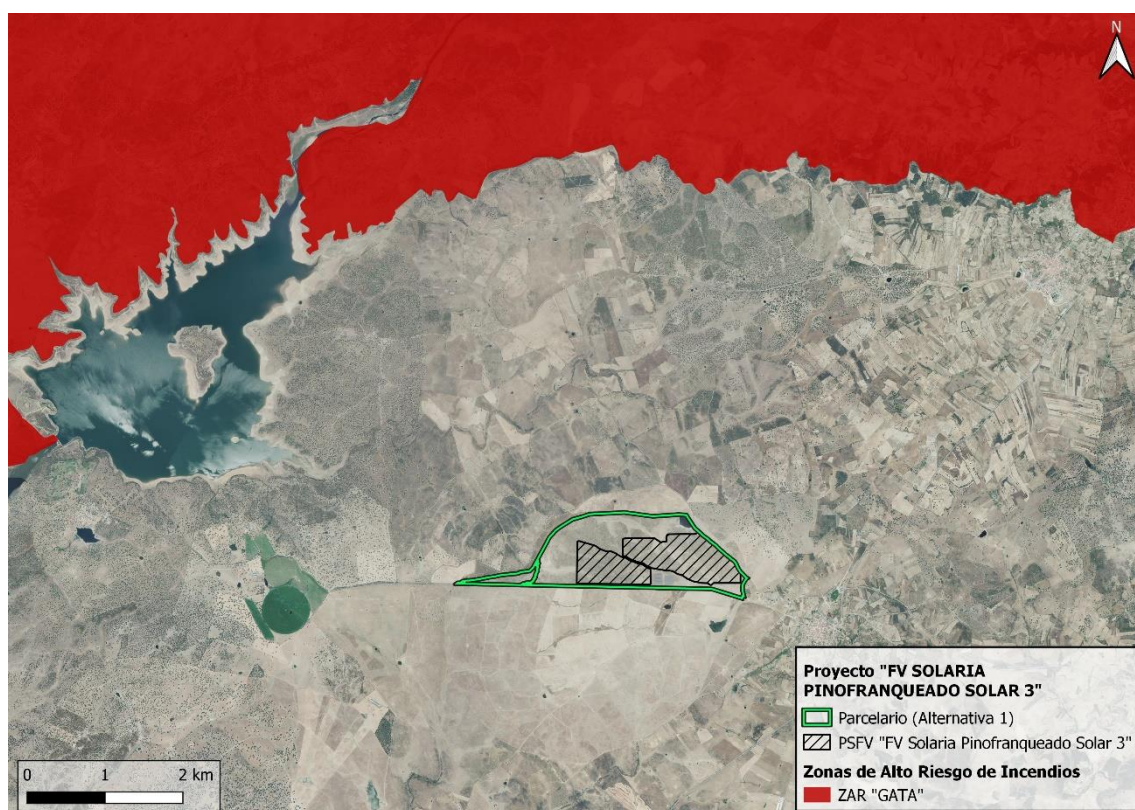 N
Proyecto "FV SOLARIA
PINOFRANQUEADO SOLAR 3"
Parcelario (Alternativa 1)
PSFV "FV Solaria Pinofranqueado Solar 3"
Zonas de Alto Riesgo de Incendios
ZAR "GATA"
0 1 2 km